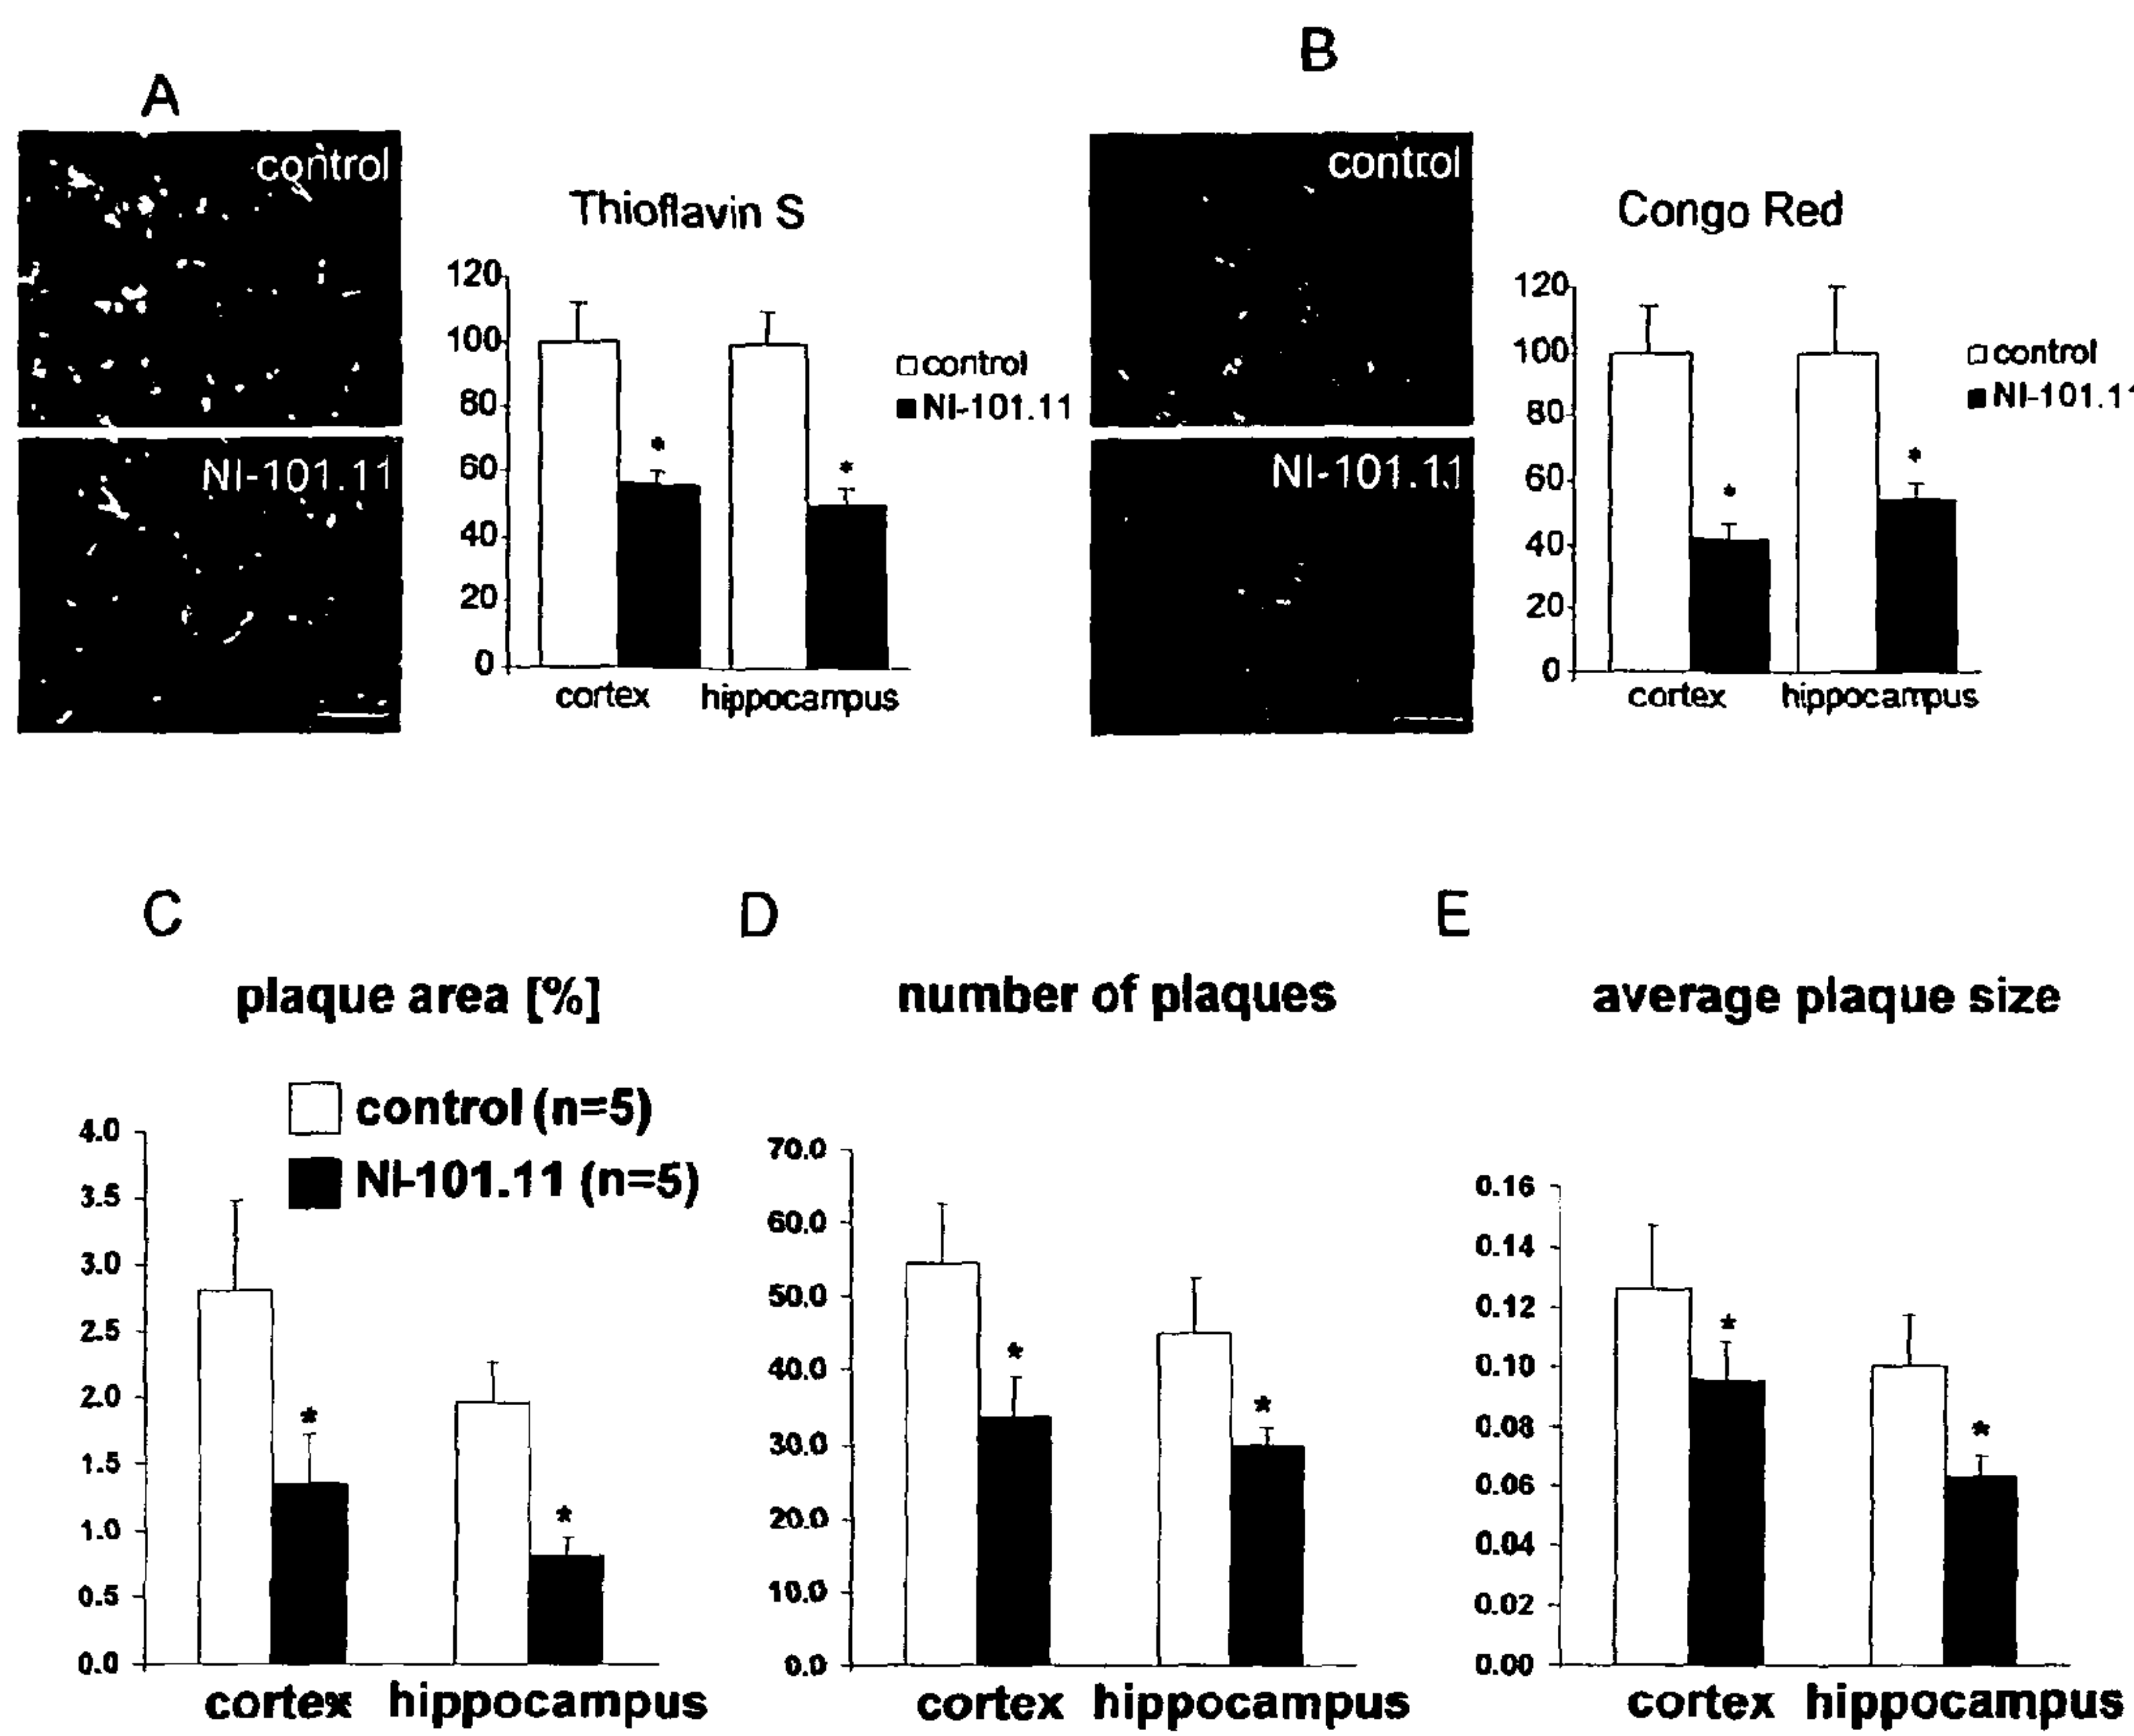 A
control
NI-101.11
Thioflavin S
120
100
80
60
40
20
0
*
*
cortex hippocampus
control
NI-101.11
B
control
NI-101.11
Congo Red
120
100
80
60
40
20
0
*
*
cortex hippocampus
control
NI-101.11
C
plaque area [%]
control (n=5)
NI-101.11 (n=5)
4.0
3.5
3.0
2.5
2.0
1.5
1.0
0.5
0.0
*
*
cortex hippocampus
D
number of plaques
70.0
60.0
50.0
40.0
30.0
20.0
10.0
0.0
*
*
cortex hippocampus
E
average plaque size
0.16
0.14
0.12
0.10
0.08
0.06
0.04
0.02
0.00
*
*
cortex hippocampus